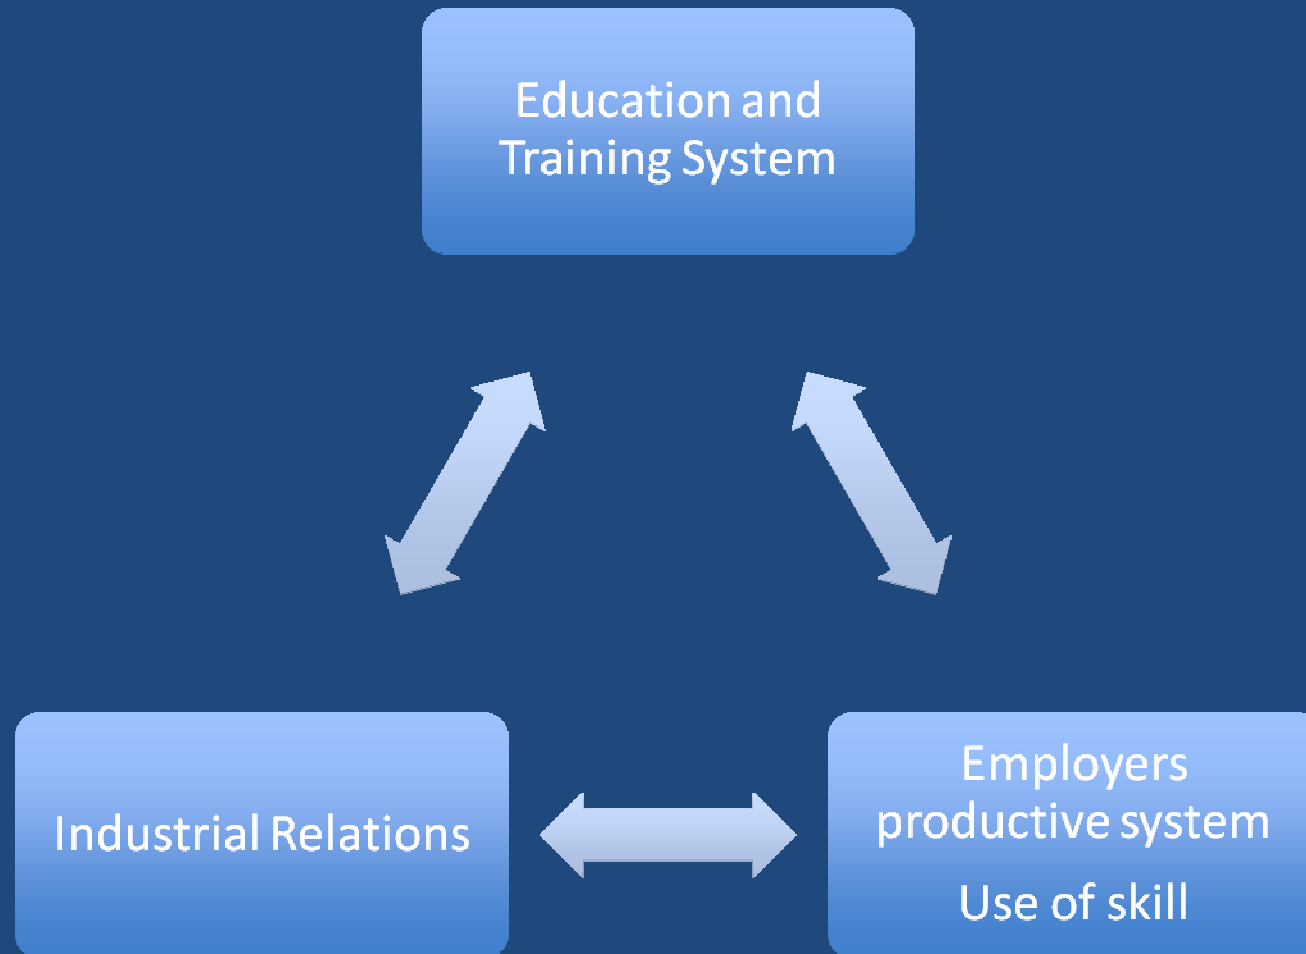 Education and
Training System
Industrial Relations
Employers
productive system
Use of skill